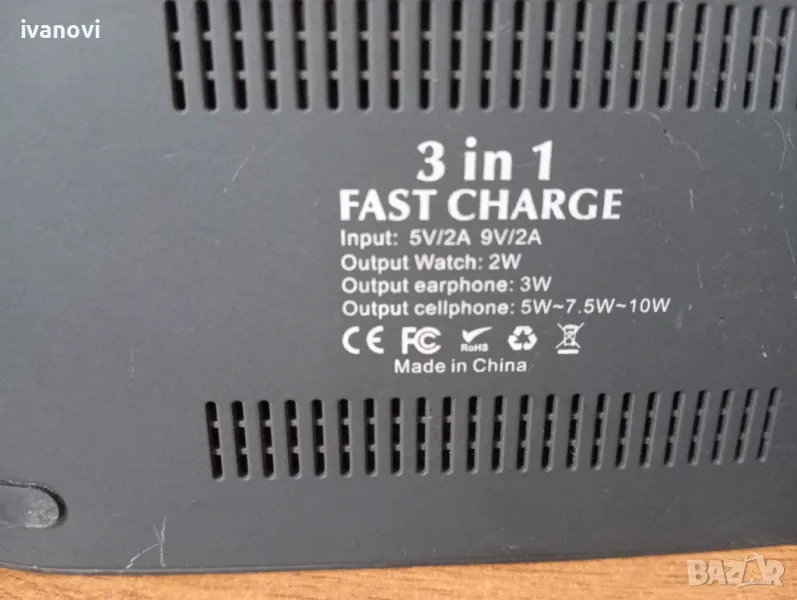 ivanovi
3 in 1
FAST CHARGE
Input: 5V/2A 9V/2A
Output Watch: 2W
Output earphone: 3W
Output cellphone: 5W~7.5W~10W
CE FC RoHS
Made in China
BAZAR